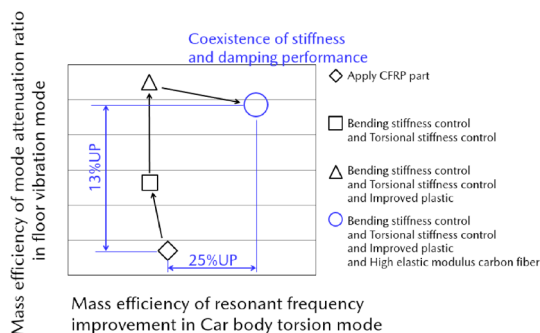 Mass efficiency of mode attenuation ratio
in floor vibration mode
Coexistence of stiffness
and damping performance
13%UP
25%UP
Apply CFRP part
Bending stiffness control
and Torsional stiffness control
Bending stiffness control
and Torsional stiffness control
and Improved plastic
Bending stiffness control
and Torsional stiffness control
and Improved plastic
and High elastic modulus carbon fiber
Mass efficiency of resonant frequency
improvement in Car body torsion mode